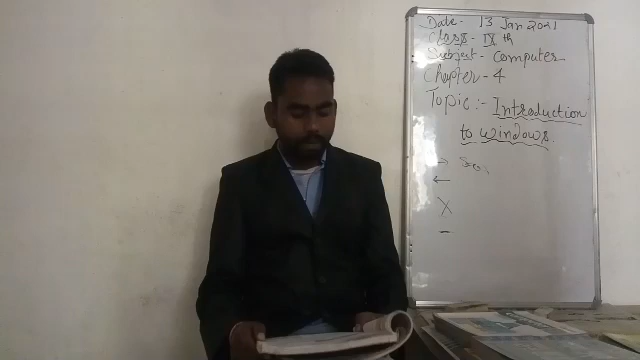 Date - 13 Jan 2021
Class - IX th
Subject - Computer
Chapter - 4
Topic :- Introduction
to windows.
→
←
X
-